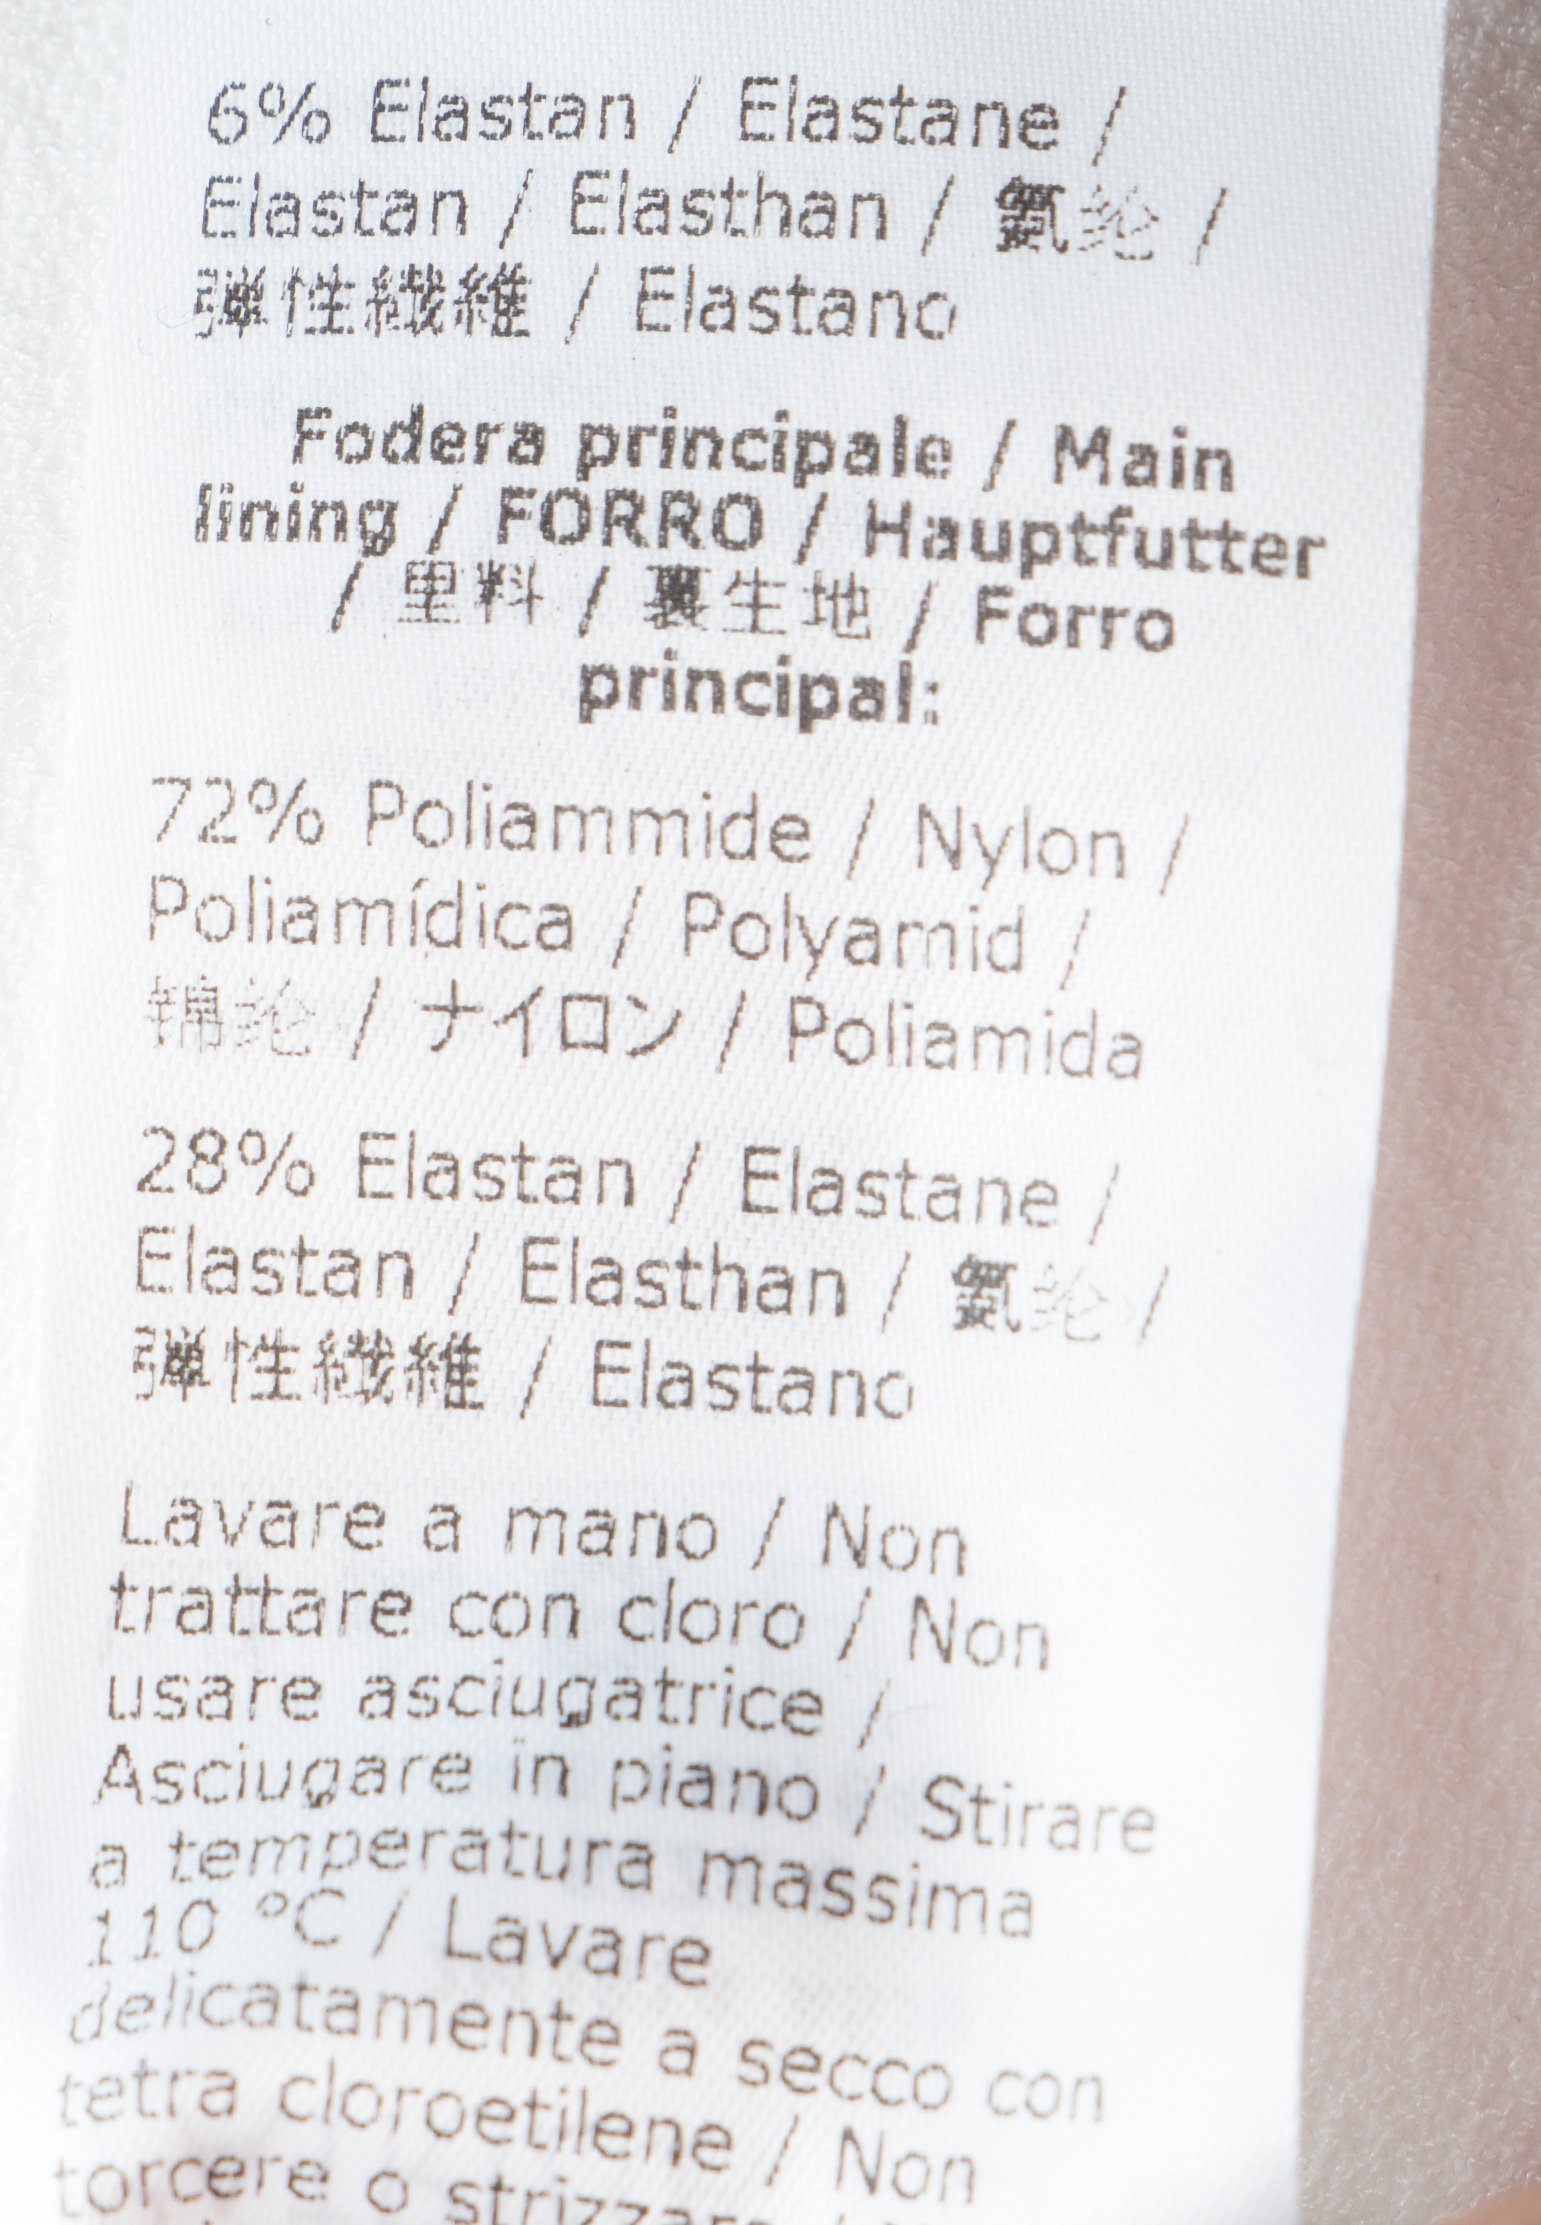 6% Elastan / Elastane /
Elastan / Elasthan / 氨纶 /
弾性繊維 / Elastano
Fodera principale / Main
lining / FORRO / Hauptfutter
/ 里料 / 裏生地 / Forro
principal:
72% Poliammide / Nylon /
Poliamídica / Polyamid /
锦纶 / ナイロン / Poliamida
28% Elastan / Elastane /
Elastan / Elasthan / 氨纶 /
弾性繊維 / Elastano
Lavare a mano / Non
trattare con cloro / Non
usare asciugatrice /
Asciugare in piano / Stirare
a temperatura massima
110 °C / Lavare
delicatamente a secco con
tetra cloroetilene / Non
torcere o strizzare /